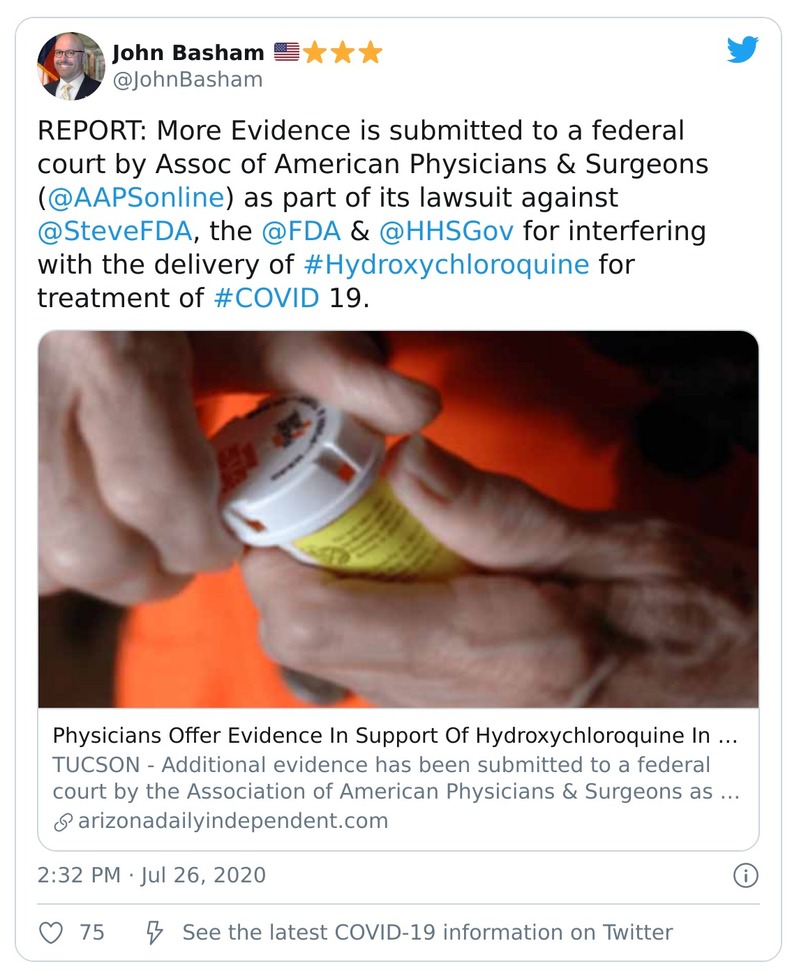 John Basham 🇺🇸⭐⭐⭐
@JohnBasham
REPORT: More Evidence is submitted to a federal
court by Assoc of American Physicians & Surgeons
(@AAPSonline) as part of its lawsuit against
@SteveFDA, the @FDA & @HHSGov for interfering
with the delivery of #Hydroxychloroquine for
treatment of #COVID 19.
Physicians Offer Evidence In Support Of Hydroxychloroquine In ...
TUCSON - Additional evidence has been submitted to a federal
court by the Association of American Physicians & Surgeons as ...
arizonadailyindependent.com
2:32 PM · Jul 26, 2020
75
See the latest COVID-19 information on Twitter